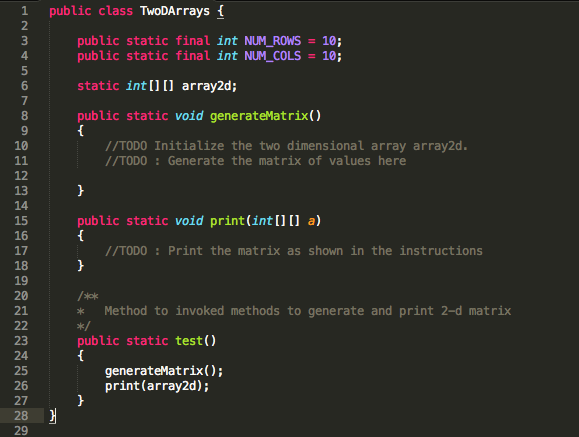 1 public class TwoDArrays {
2
3 public static final int NUM_ROWS = 10;
4 public static final int NUM_COLS = 10;
5
6 static int[][] array2d;
7
8 public static void generateMatrix()
9 {
10 //TODO Initialize the two dimensional array array2d.
11 //TODO : Generate the matrix of values here
12
13 }
14
15 public static void print(int[][] a)
16 {
17 //TODO : Print the matrix as shown in the instructions
18 }
19
20 /**
21 * Method to invoked methods to generate and print 2-d matrix
22 */
23 public static test()
24 {
25 generateMatrix();
26 print(array2d);
27 }
28 }
29